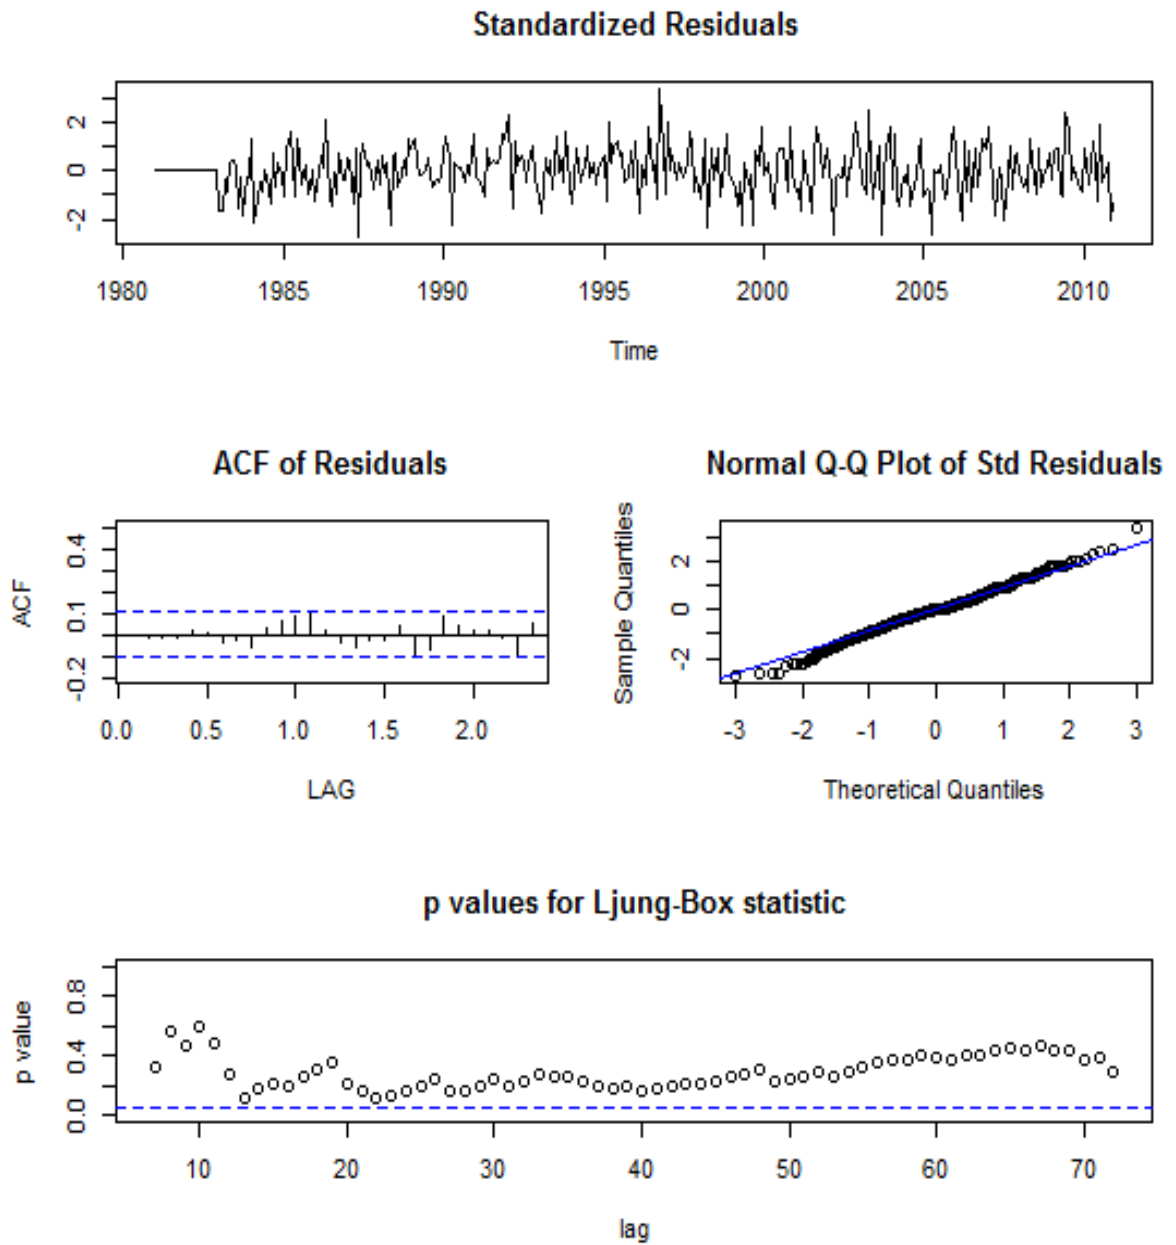 Standardized Residuals
2
0
-2
1980 1985 1990 1995 2000 2005 2010
Time
ACF of Residuals
ACF
0.4
0.1
-0.2
0.0 0.5 1.0 1.5 2.0
LAG
Normal Q-Q Plot of Std Residuals
Sample Quantiles
2
0
-2
-3 -2 -1 0 1 2 3
Theoretical Quantiles
p values for Ljung-Box statistic
p value
0.8
0.4
0.0
10 20 30 40 50 60 70
lag